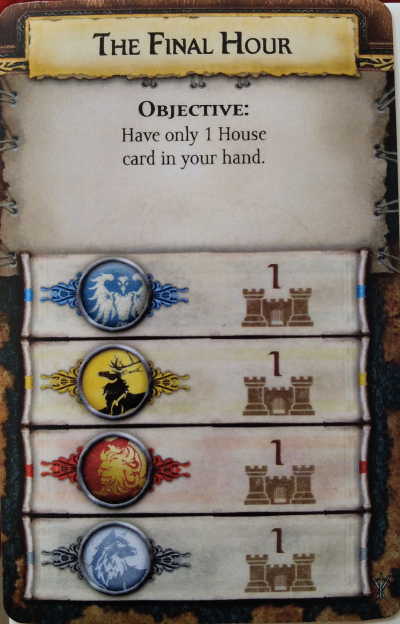 THE FINAL HOUR
OBJECTIVE:
Have only 1 House
card in your hand.
1
1
1
1